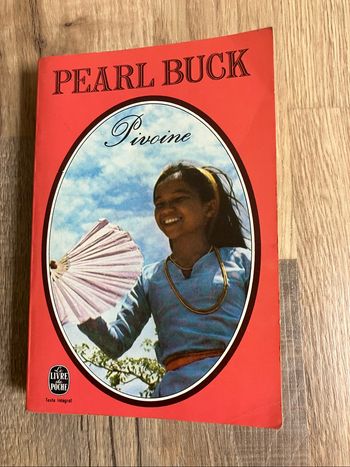 PEARL BUCK
Pivoine
Le
LIVRE
de
POCHE
Texte intégral